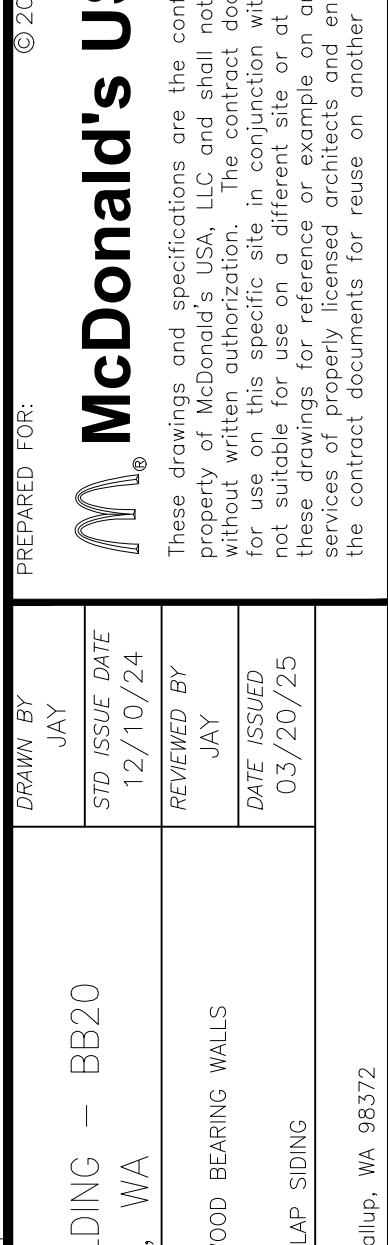 PREPARED FOR:
© 20
McDonald's US
®
These drawings and specifications are the conf
property of McDonald's USA, LLC and shall not
without written authorization. The contract doc
for use on this specific site in conjunction wit
not suitable for use on a different site or at
these drawings for reference or example on an
services of properly licensed architects and en
the contract documents for reuse on another
DRAWN BY
JAY
STD ISSUE DATE
12/10/24
REVIEWED BY
JAY
DATE ISSUED
03/20/25
LDING – BB20
, WA
OOD BEARING WALLS
LAP SIDING
allup, WA 98372